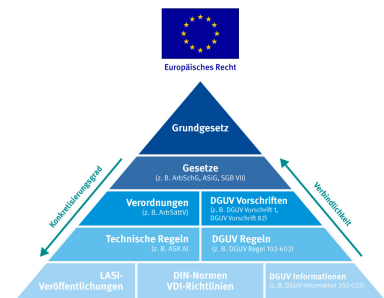 Europäisches Recht
Grundgesetz
Gesetze
(z. B. ArbSchG, ASiG, SGB VII)
Konkretisierungsgrad
Verbindlichkeit
Verordnungen
(z. B. ArbSättV)
DGUV Vorschriften
(z. B. DGUV Vorschrift 1,
DGUV Vorschrift 82)
Technische Regeln
(z. B. ASR A)
DGUV Regeln
(z. B. DGUV Regel 102-602)
LASI-
Veröffentlichungen
DIN-Normen
VDI-Richtlinien
DGUV Informationen
(z. B. DGUV Information 202-022)